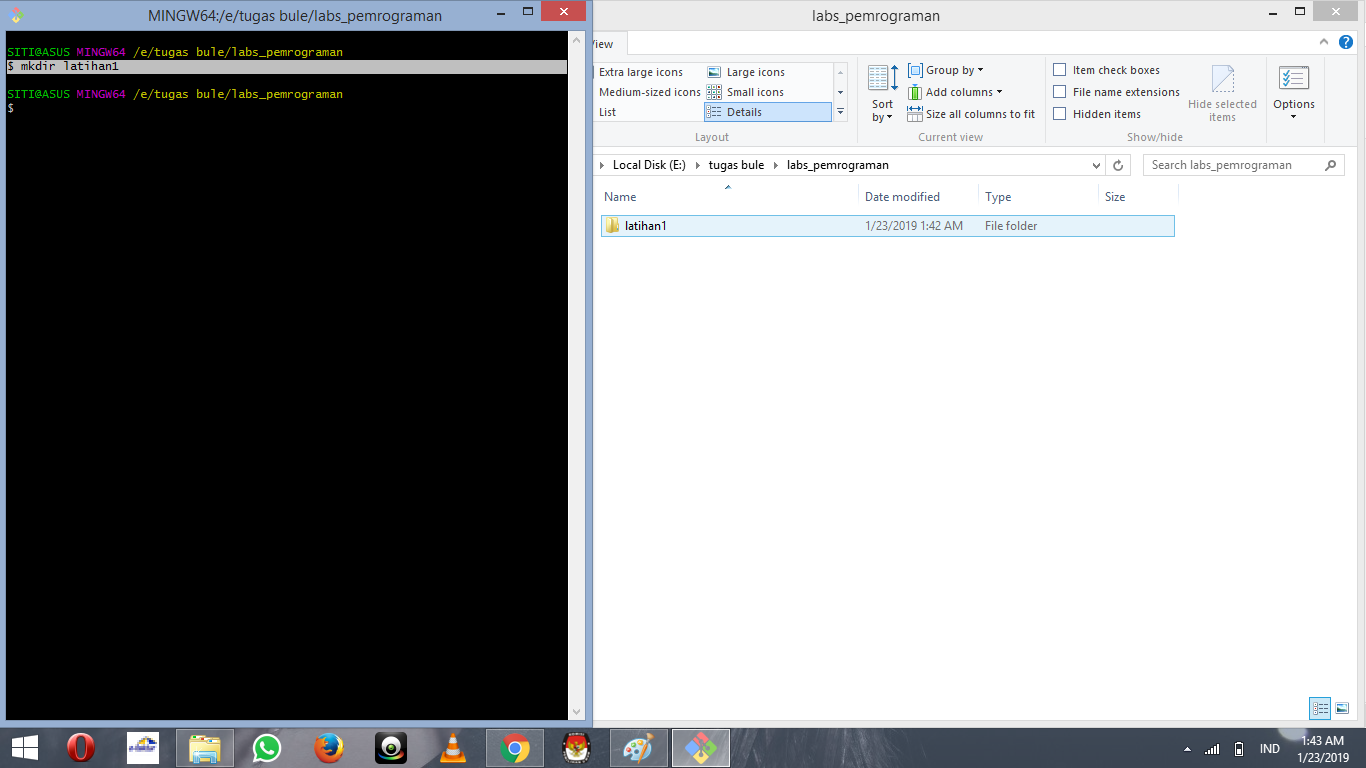 MINGW64:/e/tugas bule/labs_pemrograman
SITI@ASUS MINGW64 /e/tugas bule/labs_pemrograman
$ mkdir latihan1
SITI@ASUS MINGW64 /e/tugas bule/labs_pemrograman
$
labs_pemrograman
View
Extra large icons
Large icons
Medium-sized icons
Small icons
List
Details
Layout
Sort by
Group by
Add columns
Size all columns to fit
Current view
Item check boxes
File name extensions
Hidden items
Hide selected items
Show/hide
Options
Local Disk (E:)
tugas bule
labs_pemrograman
Search labs_pemrograman
Name
Date modified
Type
Size
latihan1
1/23/2019 1:42 AM
File folder
IND
1:43 AM
1/23/2019